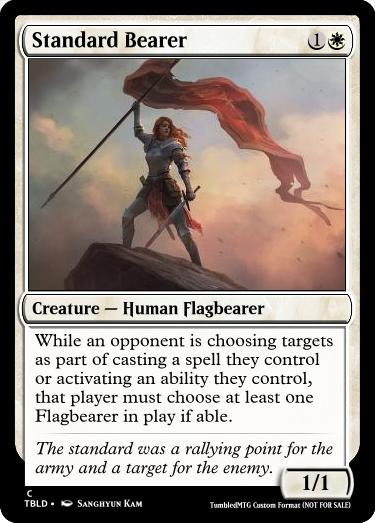 Standard Bearer 1
Creature — Human Flagbearer
While an opponent is choosing targets
as part of casting a spell they control
or activating an ability they control,
that player must choose at least one
Flagbearer in play if able.
The standard was a rallying point for the
army and a target for the enemy.
1/1
C
TBLD • Sanghyun Kam
TumbledMTG Custom Format (NOT FOR SALE)